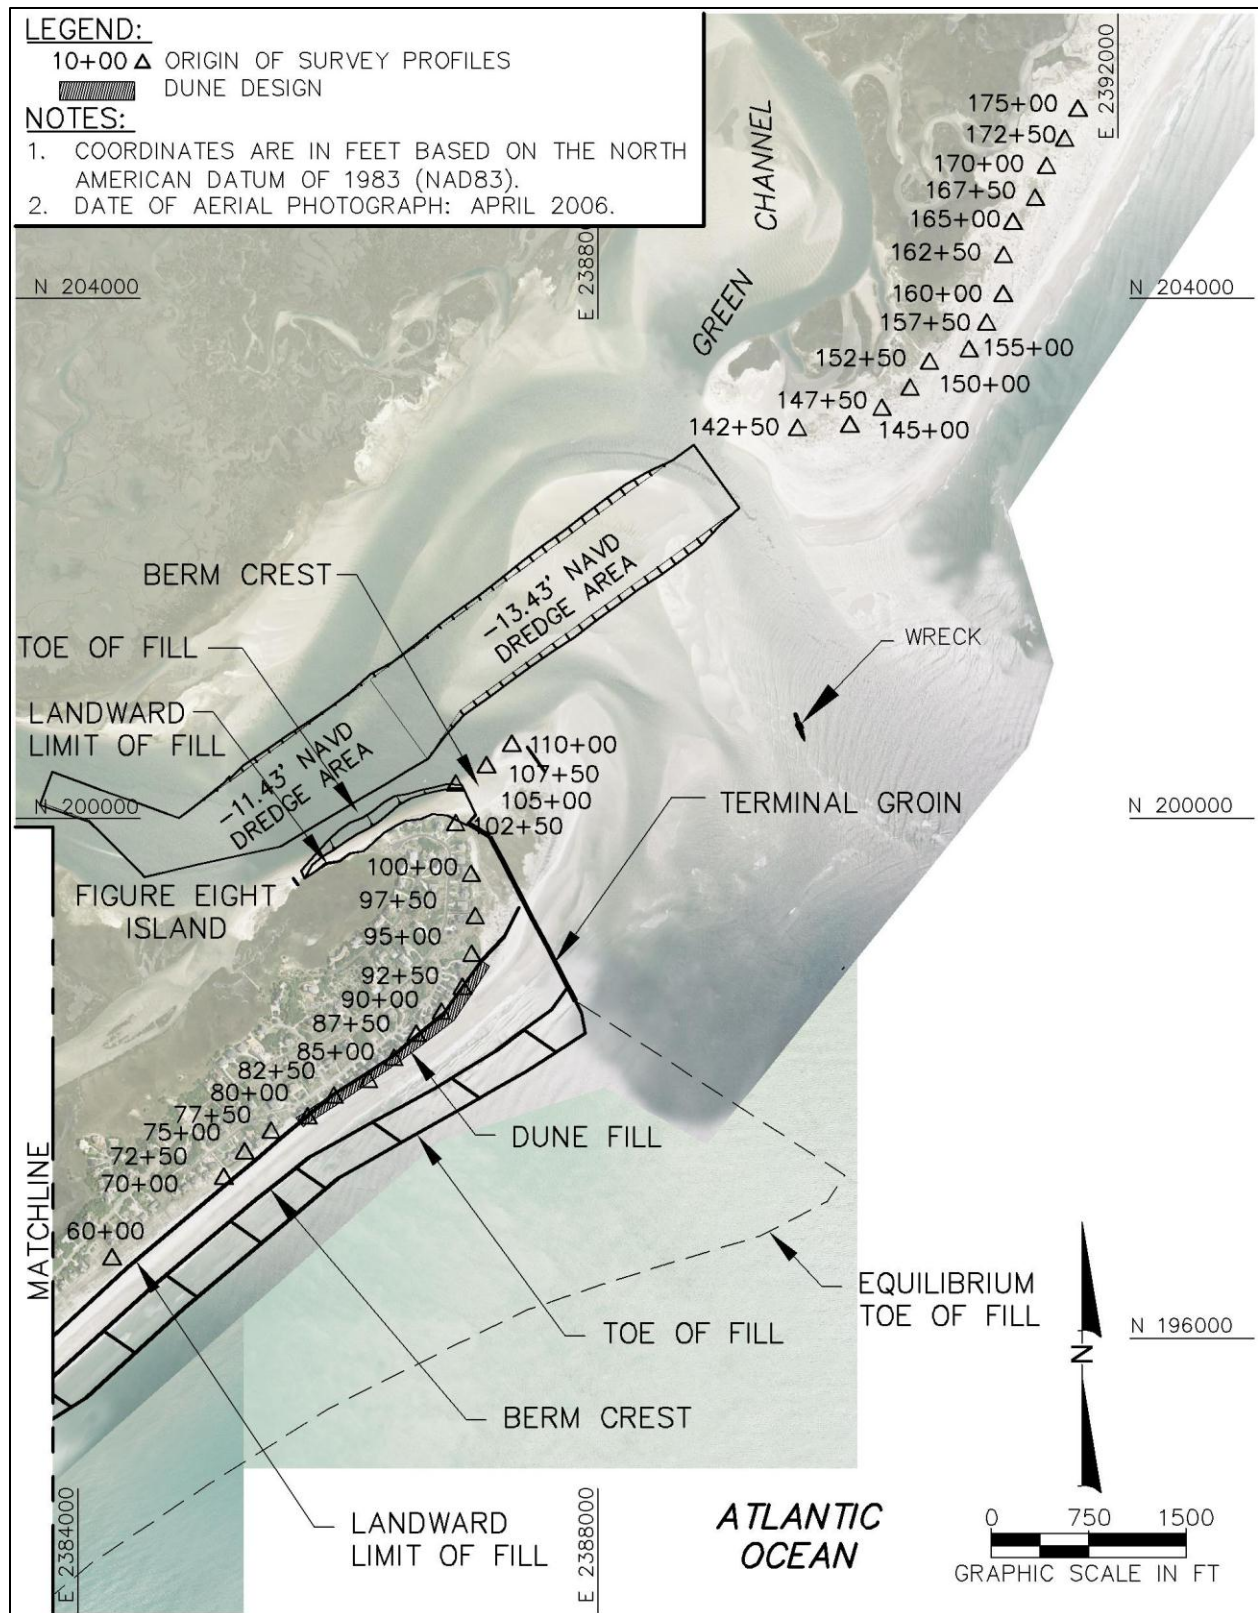 LEGEND:
10+00 △ ORIGIN OF SURVEY PROFILES
DUNE DESIGN
NOTES:
1. COORDINATES ARE IN FEET BASED ON THE NORTH
AMERICAN DATUM OF 1983 (NAD83).
2. DATE OF AERIAL PHOTOGRAPH: APRIL 2006.
E 2392000
E 2388000
GREEN CHANNEL
175+00
172+50
170+00
167+50
165+00
162+50
N 204000
160+00
N 204000
157+50
155+00
152+50
150+00
147+50
145+00
142+50
BERM CREST
-13.43' NAVD
DREDGE AREA
TOE OF FILL
WRECK
LANDWARD
LIMIT OF FILL
110+00
107+50
105+00
102+50
-11.43' NAVD
DREDGE AREA
N 200000
TERMINAL GROIN
N 200000
FIGURE EIGHT
ISLAND
100+00
97+50
95+00
92+50
90+00
87+50
85+00
82+50
80+00
77+50
75+00
72+50
70+00
60+00
DUNE FILL
MATCHLINE
EQUILIBRIUM
TOE OF FILL
TOE OF FILL
N 196000
N
BERM CREST
E 2384000
E 2388000
LANDWARD
LIMIT OF FILL
ATLANTIC
OCEAN
0 750 1500
GRAPHIC SCALE IN FT